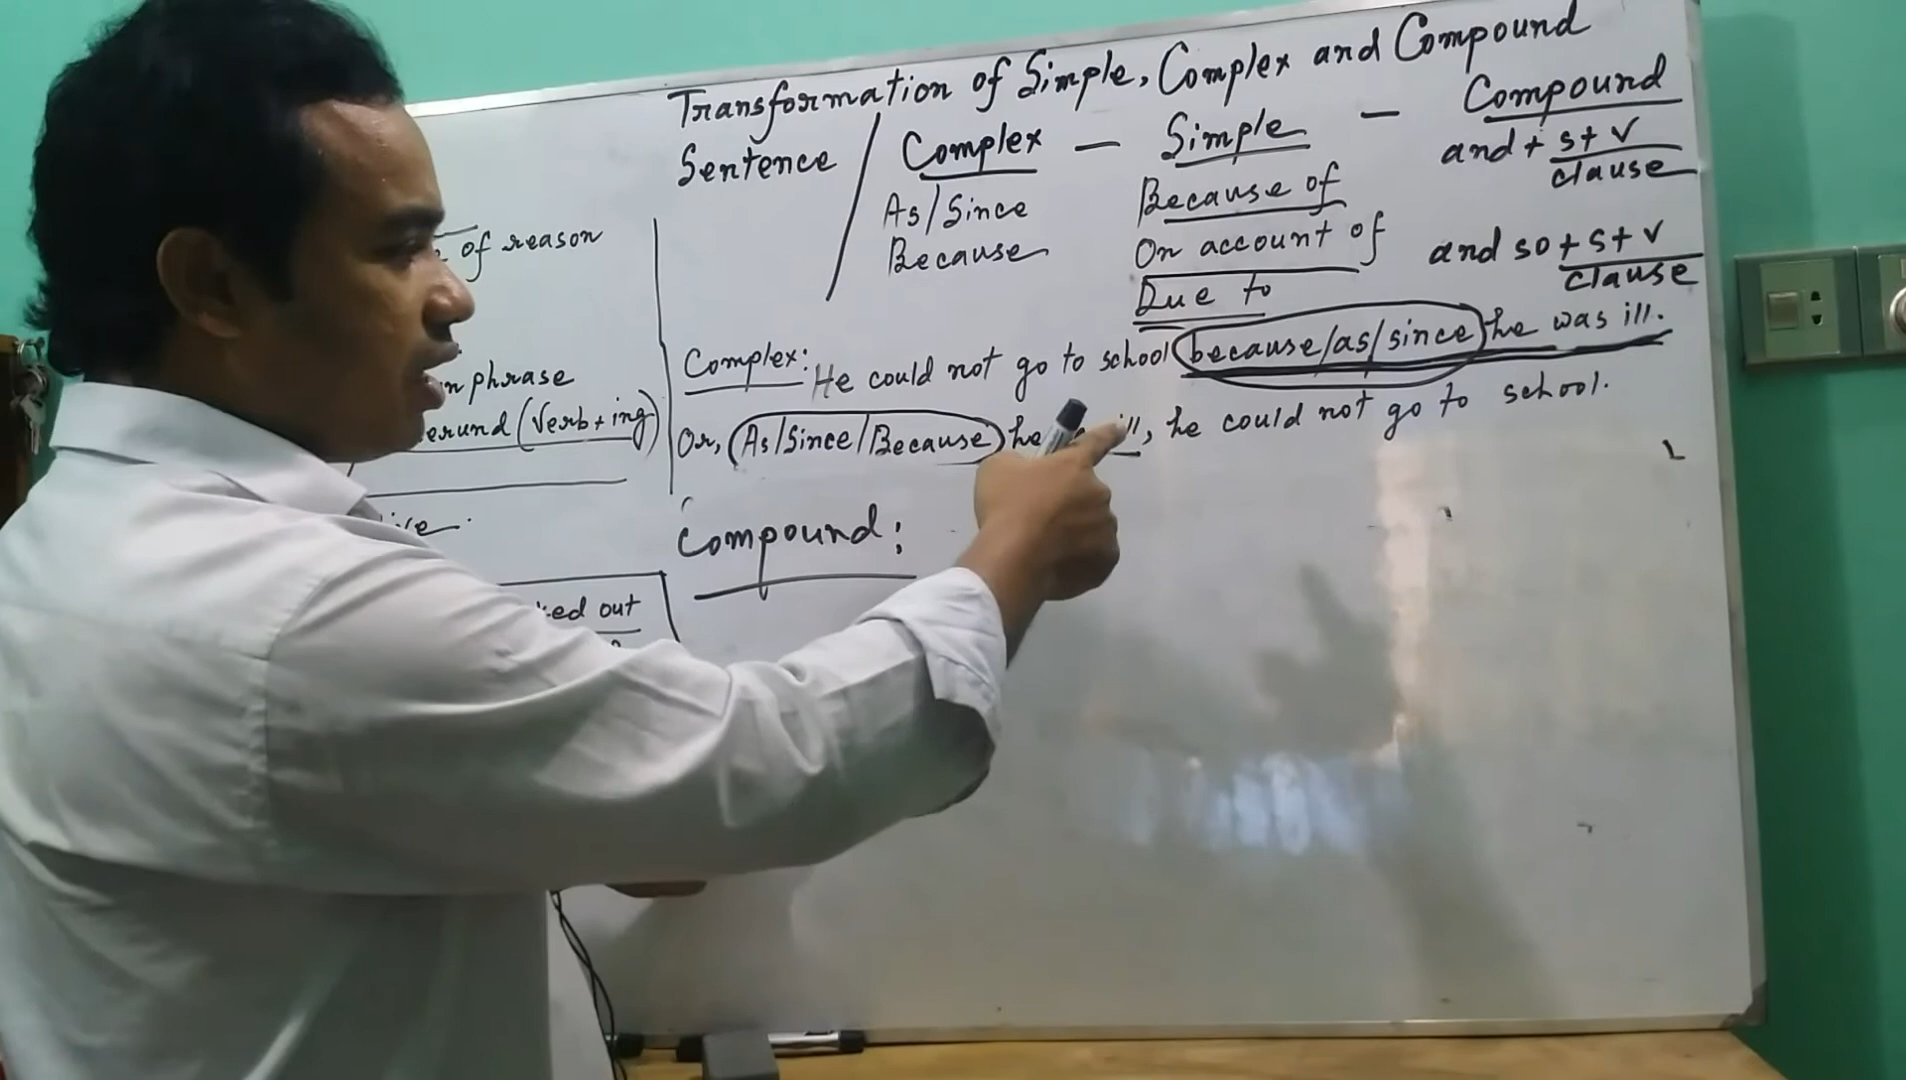 Transformation of Simple, Complex and Compound
Sentence / Complex — Simple — Compound
As/Since
Because
Because of
On account of
Due to
and + s + v
clause
and so + s + v
clause
of reason
phrase
(Verb + ing)
Complex: He could not go to school because/as/since he was ill.
Or, As/Since/Because he ill, he could not go to school.
Compound:
out